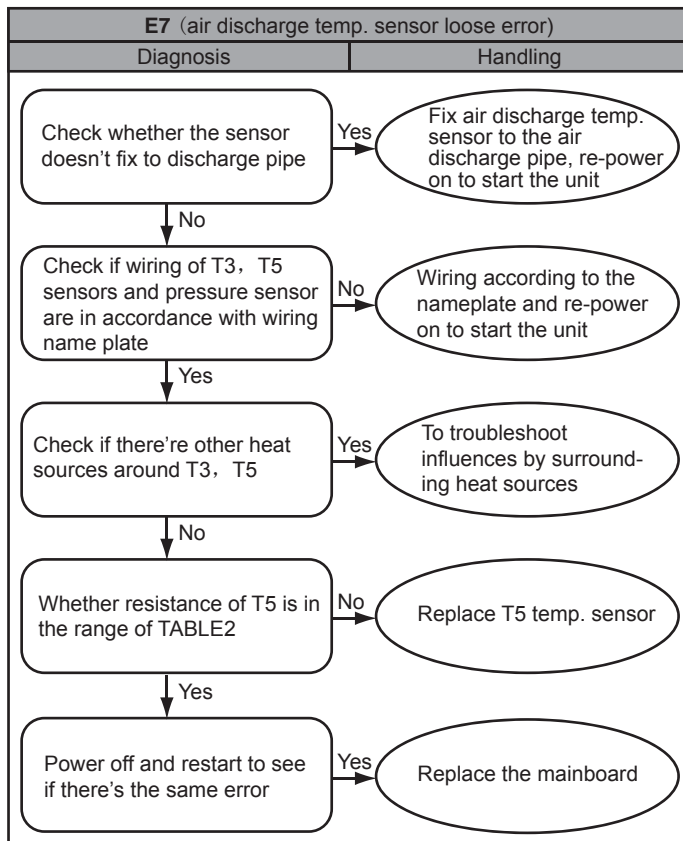 E7（air discharge temp. sensor loose error)
Diagnosis
Handling
Check whether the sensor
doesn't fix to discharge pipe
Yes
Fix air discharge temp.
sensor to the air
discharge pipe, re-power
on to start the unit
No
Check if wiring of T3，T5
sensors and pressure sensor
are in accordance with wiring
name plate
No
Wiring according to the
nameplate and re-power
on to start the unit
Yes
Check if there're other heat
sources around T3，T5
Yes
To troubleshoot
influences by surround-
ing heat sources
No
Whether resistance of T5 is in
the range of TABLE2
No
Replace T5 temp. sensor
Yes
Power off and restart to see
if there's the same error
Yes
Replace the mainboard